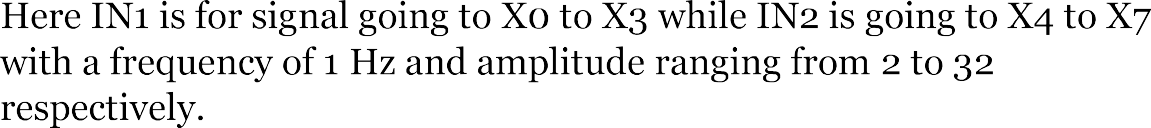 Here IN1 is for signal going to X0 to X3 while IN2 is going to X4 to X7
with a frequency of 1 Hz and amplitude ranging from 2 to 32
respectively.